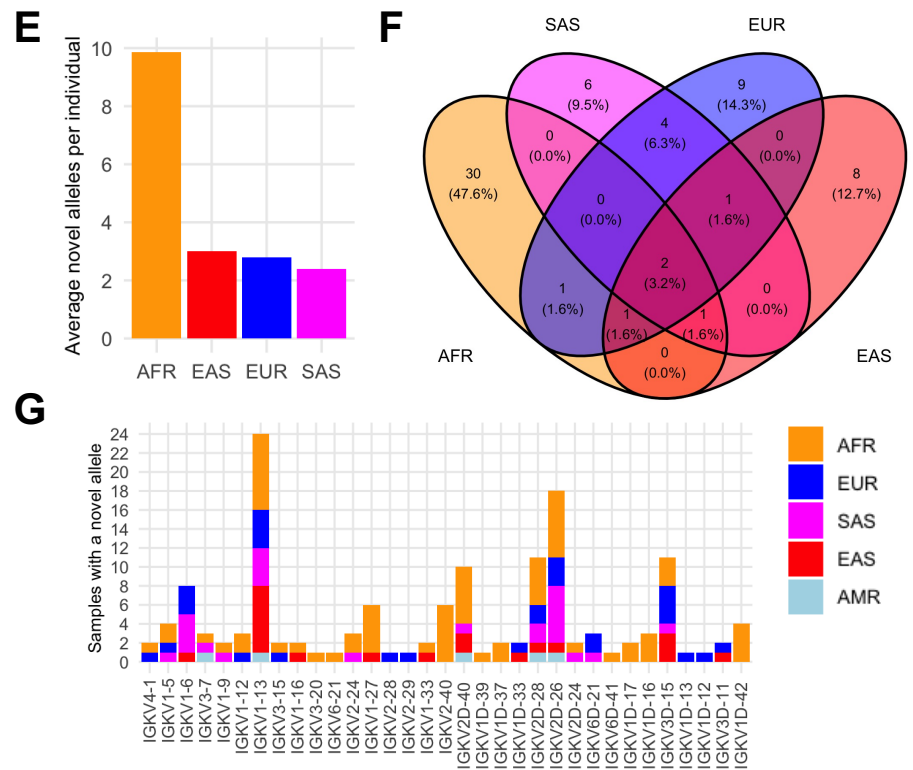 E
Average novel alleles per individual
10
8
6
4
2
0
AFR EAS EUR SAS
F
SAS EUR
AFR EAS
6
(9.5%)
9
(14.3%)
0
(0.0%)
4
(6.3%)
0
(0.0%)
30
(47.6%)
8
(12.7%)
0
(0.0%)
1
(1.6%)
2
(3.2%)
1
(1.6%)
0
(0.0%)
1
(1.6%)
1
(1.6%)
0
(0.0%)
G
Samples with a novel allele
24
22
20
18
16
14
12
10
8
6
4
2
0
IGKV4-1
IGKV1-5
IGKV1-6
IGKV3-7
IGKV1-9
IGKV1-12
IGKV1-13
IGKV3-15
IGKV1-16
IGKV3-20
IGKV6-21
IGKV2-24
IGKV1-27
IGKV2-28
IGKV2-29
IGKV1-33
IGKV2-40
IGKV2D-40
IGKV1D-39
IGKV1D-37
IGKV1D-33
IGKV2D-28
IGKV2D-26
IGKV2D-24
IGKV6D-21
IGKV6D-41
IGKV1D-17
IGKV1D-16
IGKV3D-15
IGKV1D-13
IGKV1D-12
IGKV3D-11
IGKV1D-42
AFR
EUR
SAS
EAS
AMR